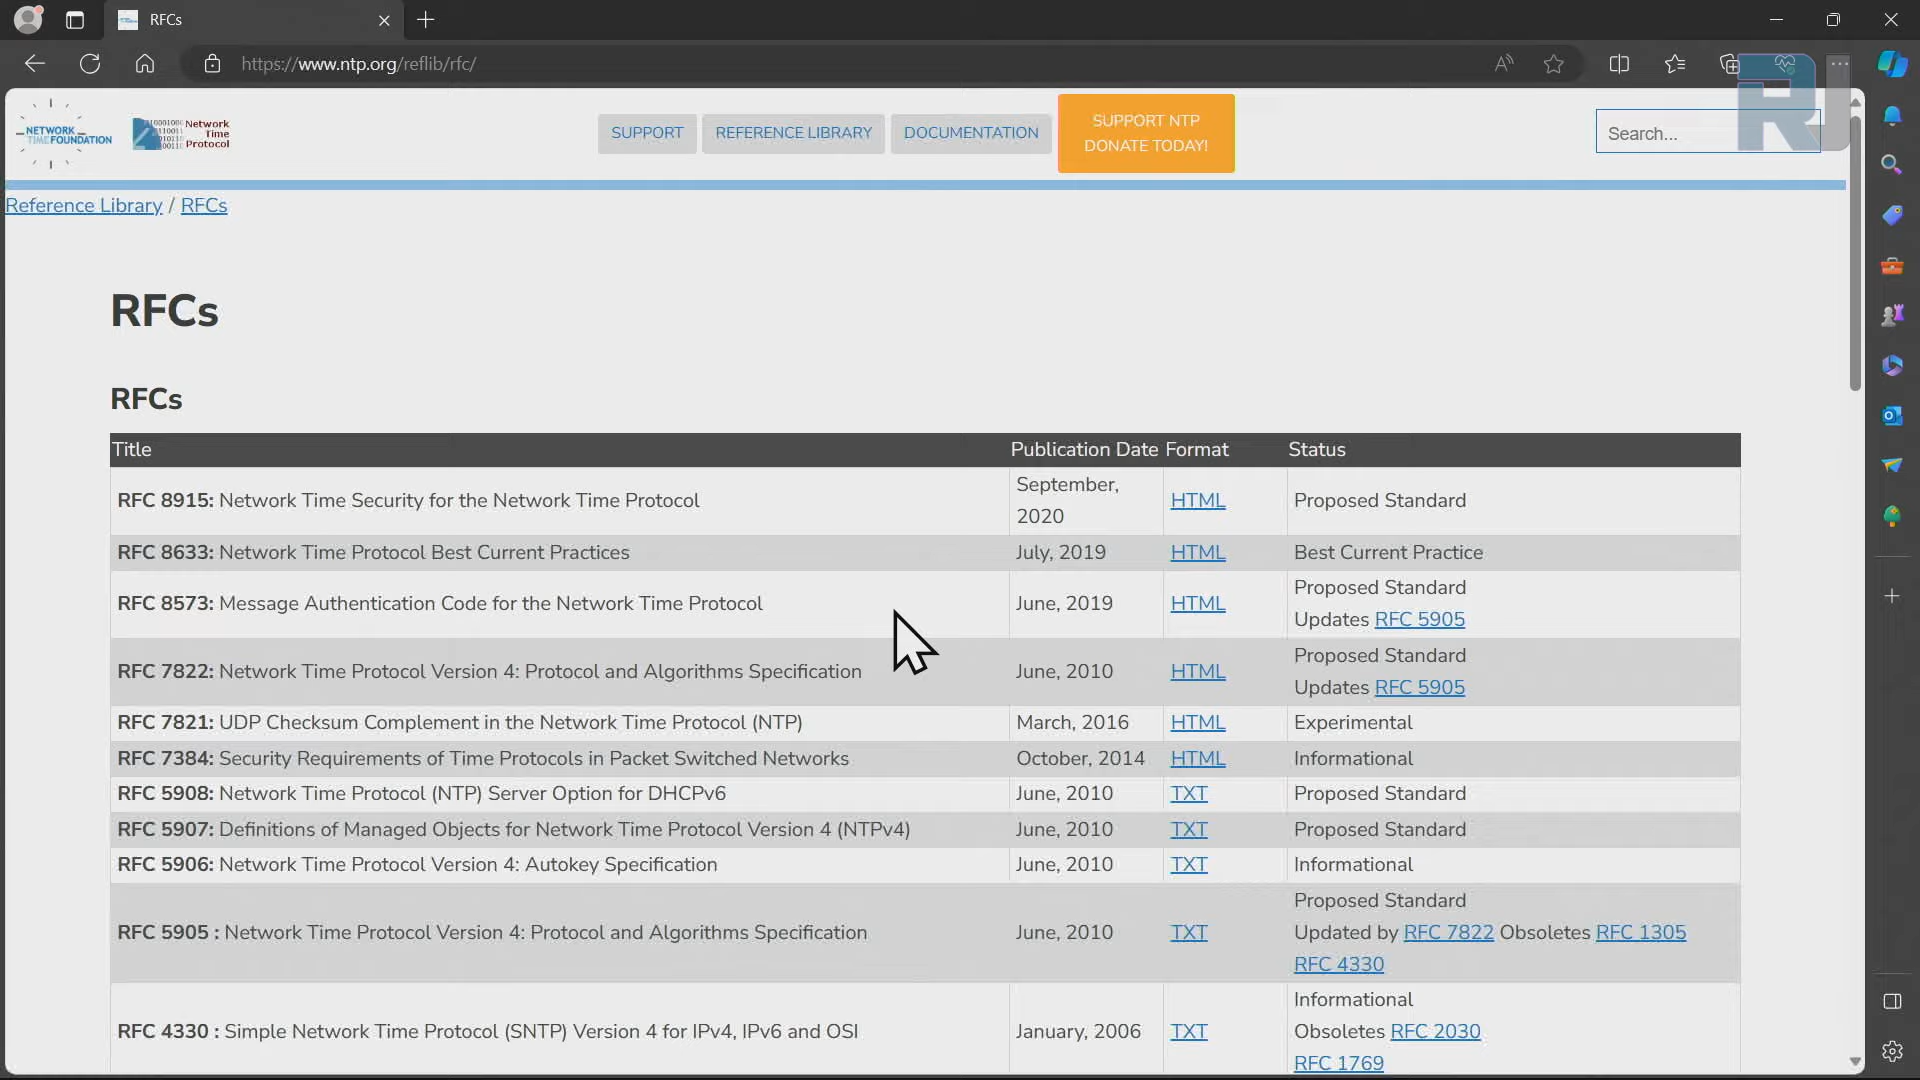 RFCs
https://www.ntp.org/reflib/rfc/
NETWORK
TIMEFOUNDATION
Network
Time
Protocol
SUPPORT
REFERENCE LIBRARY
DOCUMENTATION
SUPPORT NTP
DONATE TODAY!
Search...
R
Reference Library / RFCs
RFCs
RFCs
Title Publication Date Format Status
RFC 8915: Network Time Security for the Network Time Protocol September, 2020 HTML Proposed Standard
RFC 8633: Network Time Protocol Best Current Practices July, 2019 HTML Best Current Practice
RFC 8573: Message Authentication Code for the Network Time Protocol June, 2019 HTML Proposed Standard
Updates RFC 5905
RFC 7822: Network Time Protocol Version 4: Protocol and Algorithms Specification June, 2010 HTML Proposed Standard
Updates RFC 5905
RFC 7821: UDP Checksum Complement in the Network Time Protocol (NTP) March, 2016 HTML Experimental
RFC 7384: Security Requirements of Time Protocols in Packet Switched Networks October, 2014 HTML Informational
RFC 5908: Network Time Protocol (NTP) Server Option for DHCPv6 June, 2010 TXT Proposed Standard
RFC 5907: Definitions of Managed Objects for Network Time Protocol Version 4 (NTPv4) June, 2010 TXT Proposed Standard
RFC 5906: Network Time Protocol Version 4: Autokey Specification June, 2010 TXT Informational
RFC 5905 : Network Time Protocol Version 4: Protocol and Algorithms Specification June, 2010 TXT Proposed Standard
Updated by RFC 7822 Obsoletes RFC 1305
RFC 4330
RFC 4330 : Simple Network Time Protocol (SNTP) Version 4 for IPv4, IPv6 and OSI January, 2006 TXT Informational
Obsoletes RFC 2030
RFC 1769